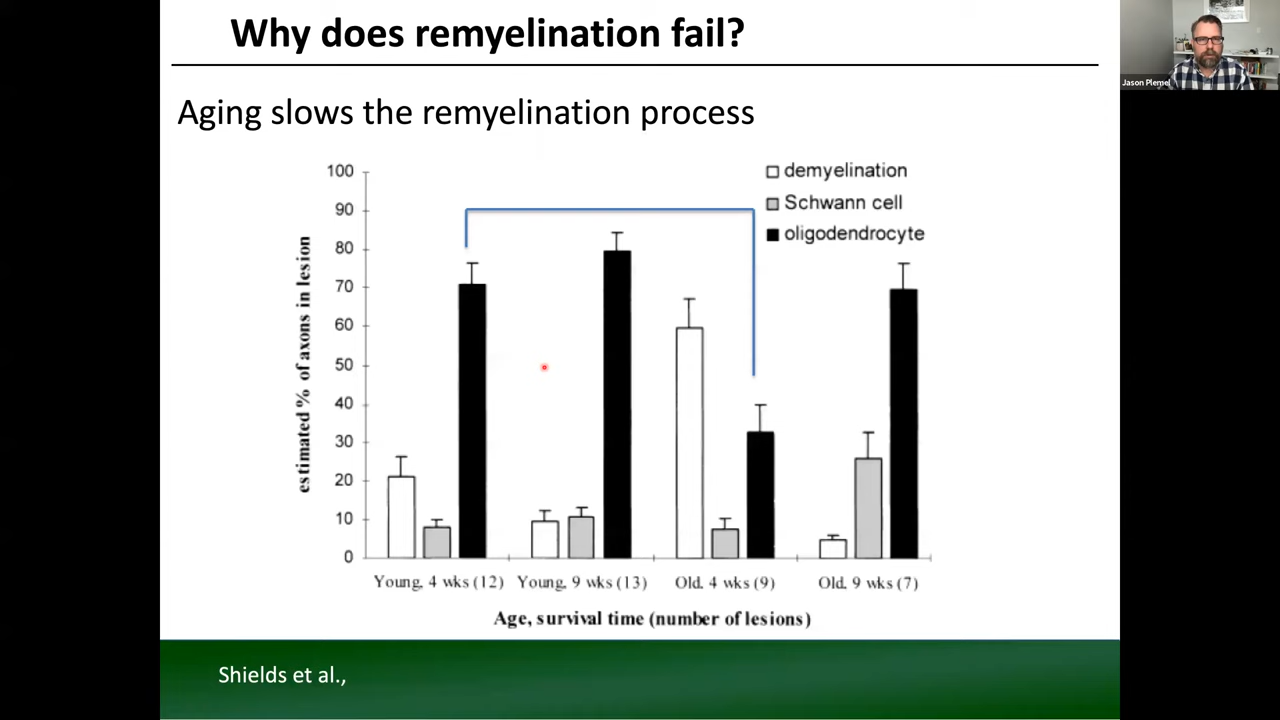 Why does remyelination fail?
Jason Plemel
Aging slows the remyelination process
demyelination
Schwann cell
oligodendrocyte
estimated % of axons in lesion
100
90
80
70
60
50
40
30
20
10
0
Young, 4 wks (12) Young, 9 wks (13) Old, 4 wks (9) Old, 9 wks (7)
Age, survival time (number of lesions)
Shields et al.,